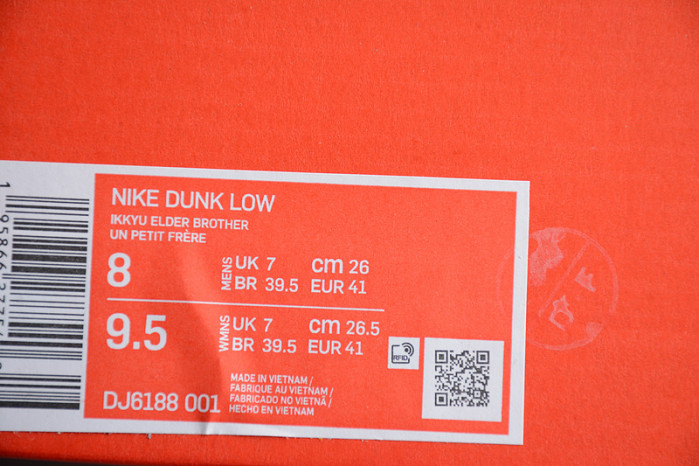 NIKE DUNK LOW
IKKYU ELDER BROTHER
UN PETIT FRÈRE
8 MENS UK 7 cm 26
BR 39.5 EUR 41
9.5 WMNS UK 7 cm 26.5
BR 39.5 EUR 41
RFID
DJ6188 001
MADE IN VIETNAM /
FABRIQUE AU VIETNAM /
FABRICADO NO VIETNÃ /
HECHO EN VIETNAM